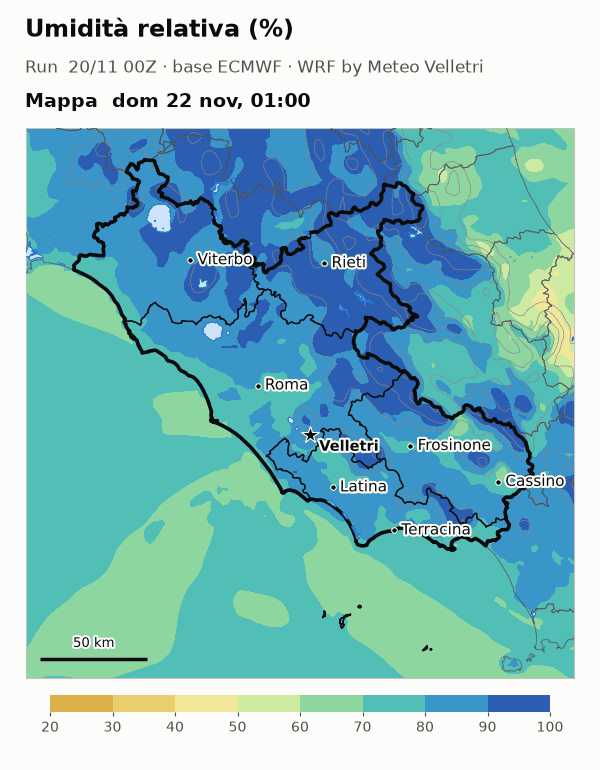 Umidità relativa (%)
Run  20/11 00Z · base ECMWF · WRF by Meteo Velletri
Mappa  dom 22 nov, 01:00
Viterbo
Rieti
Roma
Velletri
Frosinone
Latina
Cassino
Terracina
50 km
20 30 40 50 60 70 80 90 100